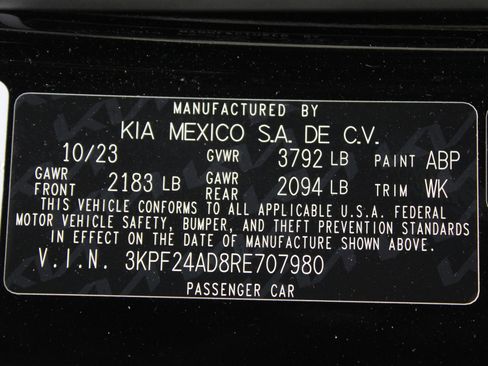 MANUFACTURED BY
KIA MEXICO S.A. DE C.V.
10/23 GVWR 3792 LB PAINT ABP
GAWR FRONT 2183 LB GAWR REAR 2094 LB TRIM WK
THIS VEHICLE CONFORMS TO ALL APPLICABLE U.S.A. FEDERAL
MOTOR VEHICLE SAFETY, BUMPER, AND THEFT PREVENTION STANDARDS
IN EFFECT ON THE DATE OF MANUFACTURE SHOWN ABOVE.
V.I.N. 3KPF24AD8RE707980
PASSENGER CAR